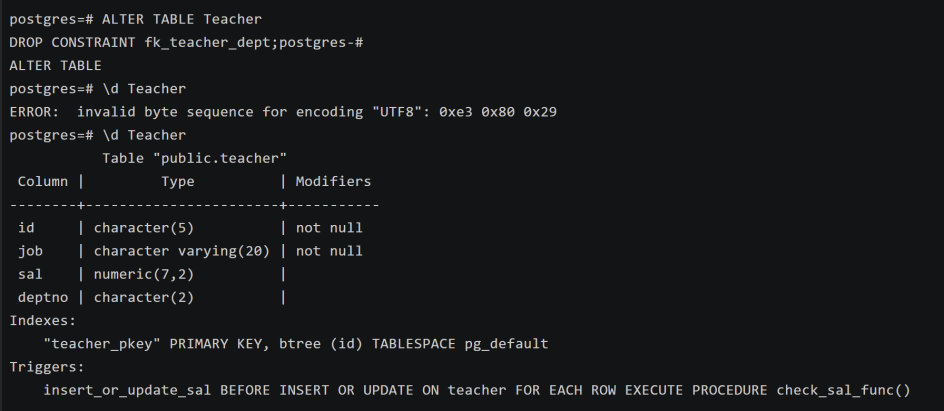 postgres=# ALTER TABLE Teacher
DROP CONSTRAINT fk_teacher_dept;postgres-#
ALTER TABLE
postgres=# \d Teacher
ERROR:  invalid byte sequence for encoding "UTF8": 0xe3 0x80 0x29
postgres=# \d Teacher
           Table "public.teacher"
 Column |         Type          | Modifiers
--------+-----------------------+-----------
 id     | character(5)          | not null
 job    | character varying(20) | not null
 sal    | numeric(7,2)          |
 deptno | character(2)          |
Indexes:
    "teacher_pkey" PRIMARY KEY, btree (id) TABLESPACE pg_default
Triggers:
    insert_or_update_sal BEFORE INSERT OR UPDATE ON teacher FOR EACH ROW EXECUTE PROCEDURE check_sal_func()